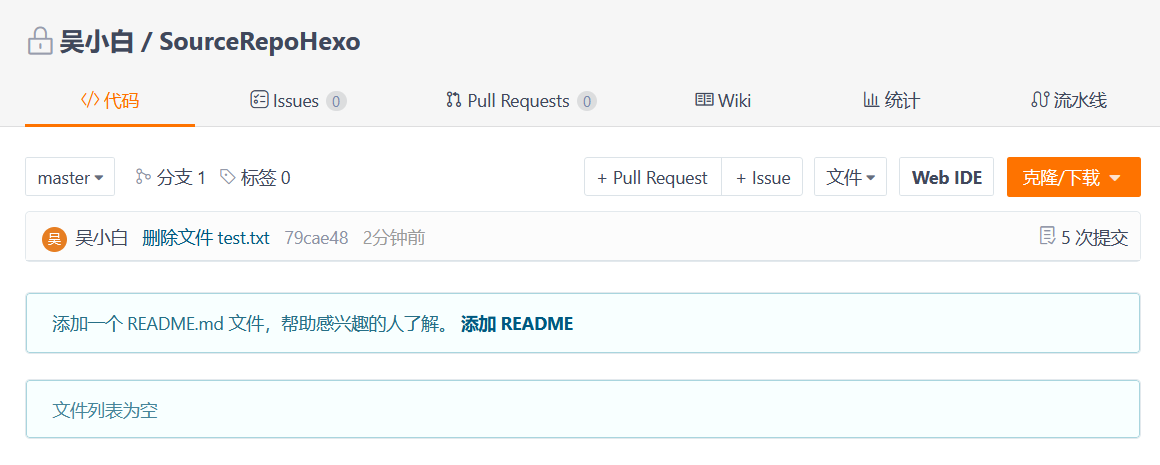 吴小白 / SourceRepoHexo
代码 Issues 0 Pull Requests 0 Wiki 统计 流水线
master 分支 1 标签 0 + Pull Request + Issue 文件 Web IDE 克隆/下载
吴 吴小白 删除文件 test.txt 79cae48 2分钟前 5 次提交
添加一个 README.md 文件，帮助感兴趣的人了解。 添加 README
文件列表为空